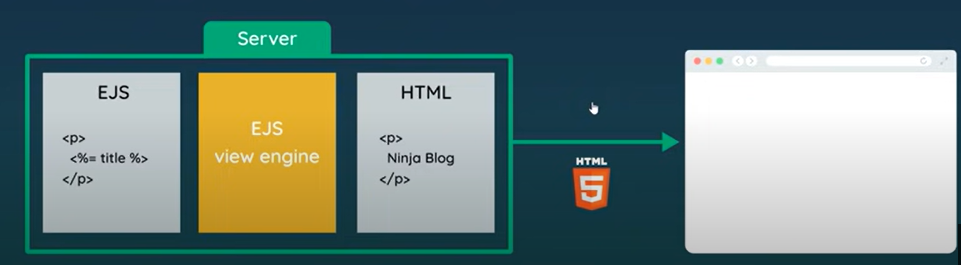 Server
EJS
<p>
<%= title %>
</p>
EJS
view engine
HTML
<p>
Ninja Blog
</p>
HTML
5